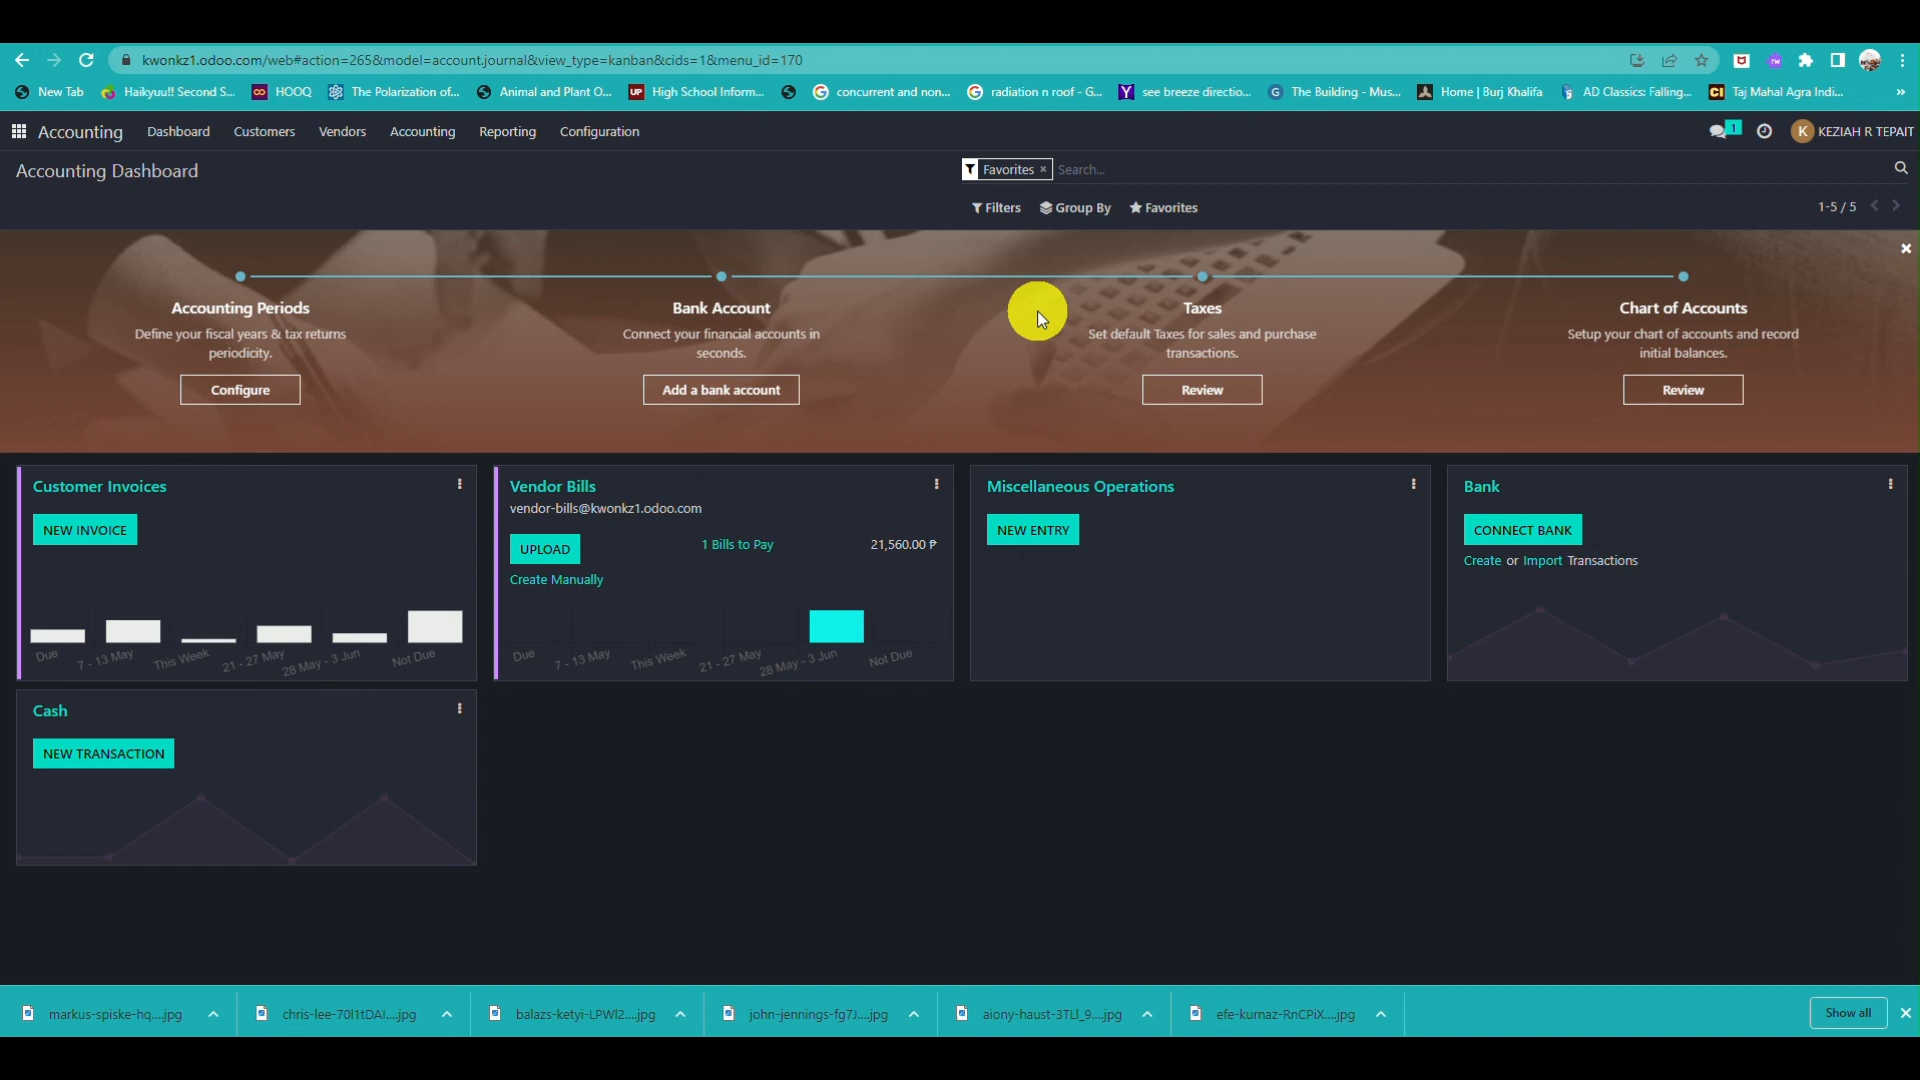 kwonkz1.odoo.com/web#action=265&model=account.journal&view_type=kanban&cids=1&menu_id=170
New Tab
Haikyuu!! Second S...
HOOQ
The Polarization of...
Animal and Plant O...
High School Inform...
concurrent and non...
radiation n roof - G...
see breeze directio...
The Building - Mus...
Home | Burj Khalifa
AD Classics: Falling...
Taj Mahal Agra Indi...
»
Accounting Dashboard Customers Vendors Accounting Reporting Configuration
1 K KEZIAH R TEPAIT
Accounting Dashboard
Favorites × Search...
Filters Group By Favorites
1-5 / 5
Accounting Periods
Define your fiscal years & tax returns
periodicity.
Configure
Bank Account
Connect your financial accounts in
seconds.
Add a bank account
Taxes
Set default Taxes for sales and purchase
transactions.
Review
Chart of Accounts
Setup your chart of accounts and record
initial balances.
Review
Customer Invoices
NEW INVOICE
Due 7 - 13 May This Week 21 - 27 May 28 May - 3 Jun Not Due
Vendor Bills
vendor-bills@kwonkz1.odoo.com
UPLOAD 1 Bills to Pay 21,560.00 ₱
Create Manually
Due 7 - 13 May This Week 21 - 27 May 28 May - 3 Jun Not Due
Miscellaneous Operations
NEW ENTRY
Bank
CONNECT BANK
Create or Import Transactions
Cash
NEW TRANSACTION
markus-spiske-hq....jpg
chris-lee-70l1tDAI....jpg
balazs-ketyi-LPWl2....jpg
john-jennings-fg7J....jpg
aiony-haust-3TLl_9....jpg
efe-kurnaz-RnCPiX....jpg
Show all